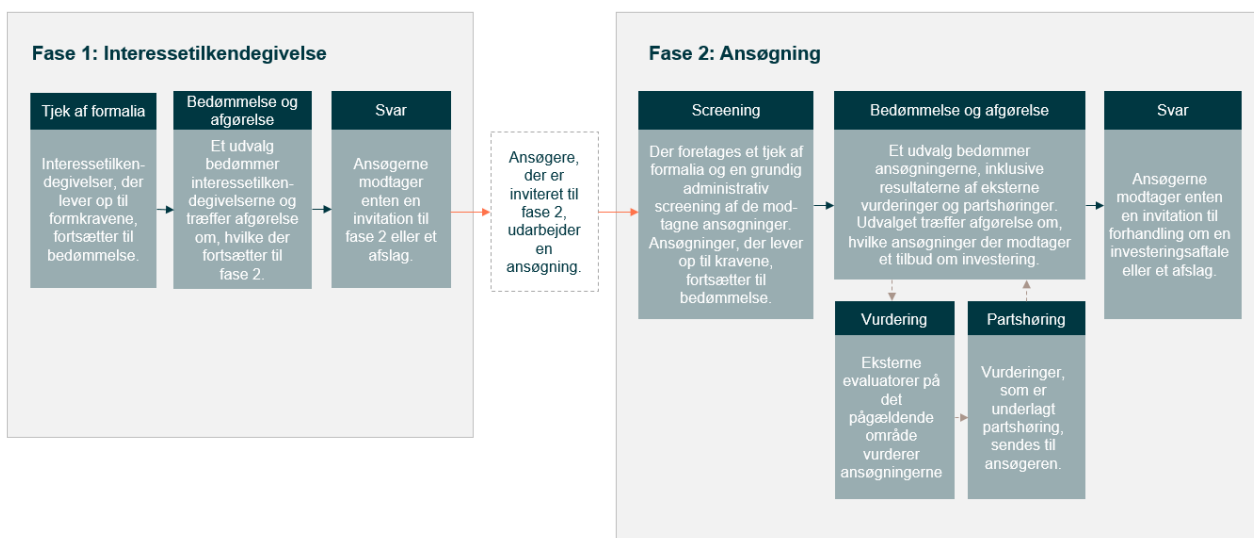 Fase 1: Interessetilkendegivelse
Tjek af formalia
Interessetilken-
degivelser, der
lever op til
formkravene,
fortsætter til
bedømmelse.
Bedømmelse og
afgørelse
Et udvalg
bedømmer
interessetilken-
degivelserne og
træffer afgørelse
om, hvilke der
fortsætter til
fase 2.
Svar
Ansøgerne
modtager
enten en
invitation til
fase 2 eller et
afslag.
Ansøgere,
der er
inviteret til
fase 2,
udarbejder
en
ansøgning.
Fase 2: Ansøgning
Screening
Der foretages et tjek af
formalia og en grundig
administrativ
screening af de mod-
tagne ansøgninger.
Ansøgninger, der lever
op til kravene,
fortsætter til
bedømmelse.
Bedømmelse og afgørelse
Et udvalg bedømmer
ansøgningerne, inklusive
resultaterne af eksterne
vurderinger og partshøringer.
Udvalget træffer afgørelse om,
hvilke ansøgninger der modtager
et tilbud om investering.
Vurdering
Eksterne
evaluatorer på
det
pågældende
område
vurderer
ansøgningerne
Partshøring
Vurderinger,
som er
underlagt
partshøring,
sendes til
ansøgeren.
Svar
Ansøgerne
modtager enten
en invitation til
forhandling om en
investeringsaftale
eller et afslag.